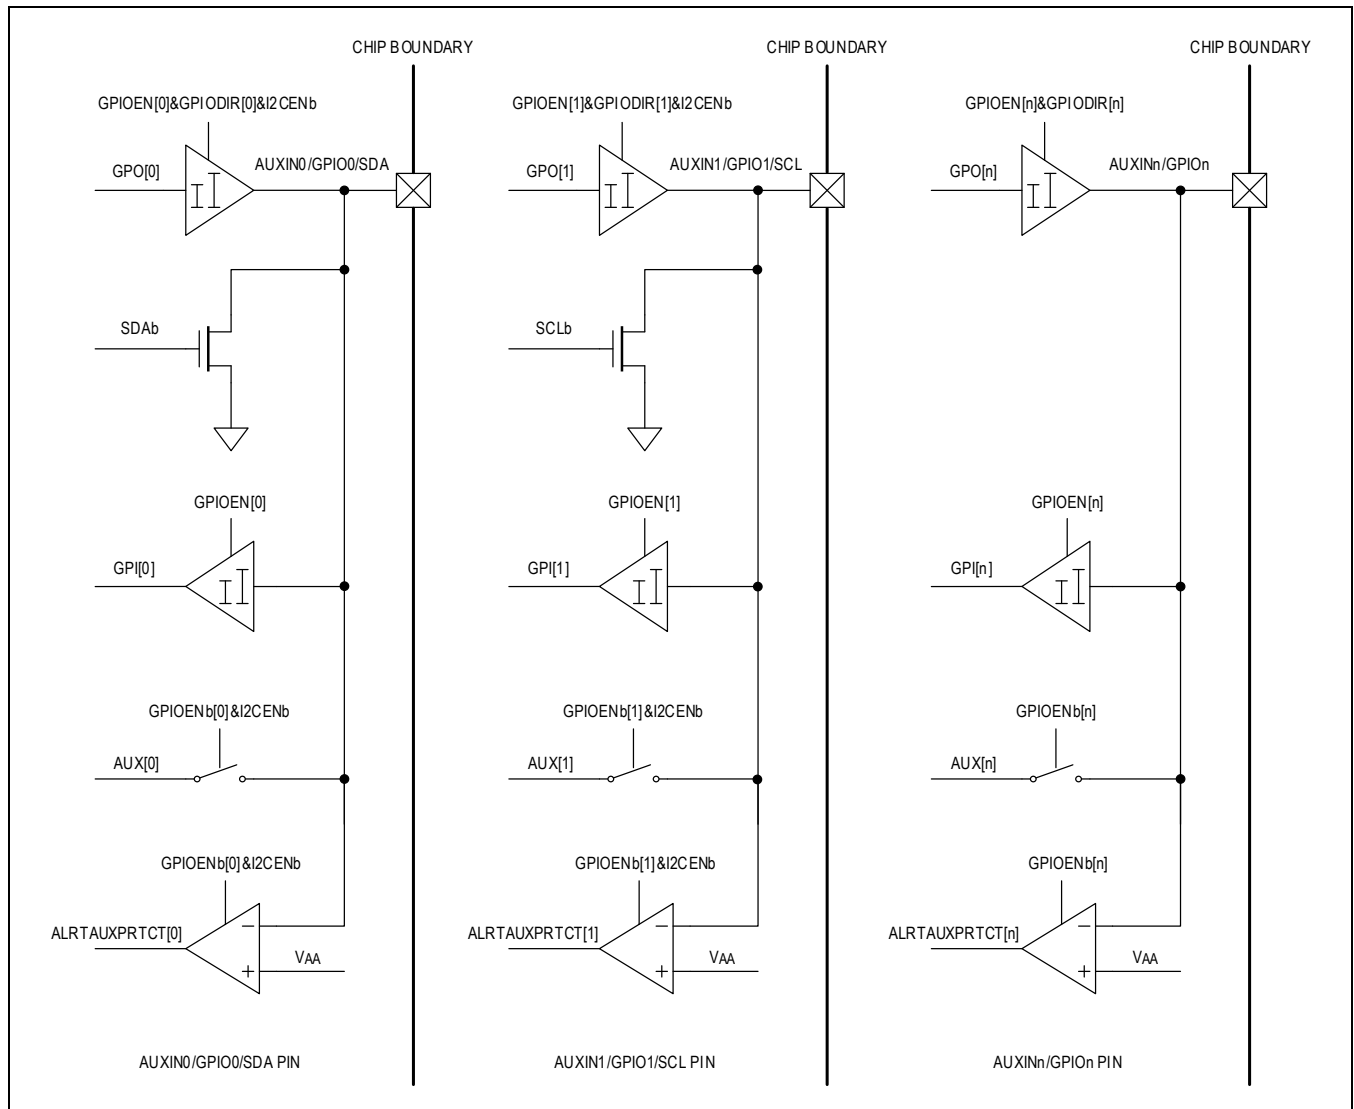 CHIP BOUNDARY
CHIP BOUNDARY
CHIP BOUNDARY
GPIOEN[0]&GPIODIR[0]&I2CENb
GPIOEN[1]&GPIODIR[1]&I2CENb
GPIOEN[n]&GPIODIR[n]
GPO[0]
AUXIN0/GPIO0/SDA
GPO[1]
AUXIN1/GPIO1/SCL
GPO[n]
AUXINn/GPIOn
SDAb
SCLb
GPIOEN[0]
GPIOEN[1]
GPIOEN[n]
GPI[0]
GPI[1]
GPI[n]
GPIOENb[0]&I2CENb
GPIOENb[1]&I2CENb
GPIOENb[n]
AUX[0]
AUX[1]
AUX[n]
GPIOENb[0]&I2CENb
GPIOENb[1]&I2CENb
GPIOENb[n]
ALRTAUXPRTCT[0]
−
+
VAA
ALRTAUXPRTCT[1]
−
+
VAA
ALRTAUXPRTCT[n]
−
+
VAA
AUXIN0/GPIO0/SDA PIN
AUXIN1/GPIO1/SCL PIN
AUXINn/GPIOn PIN